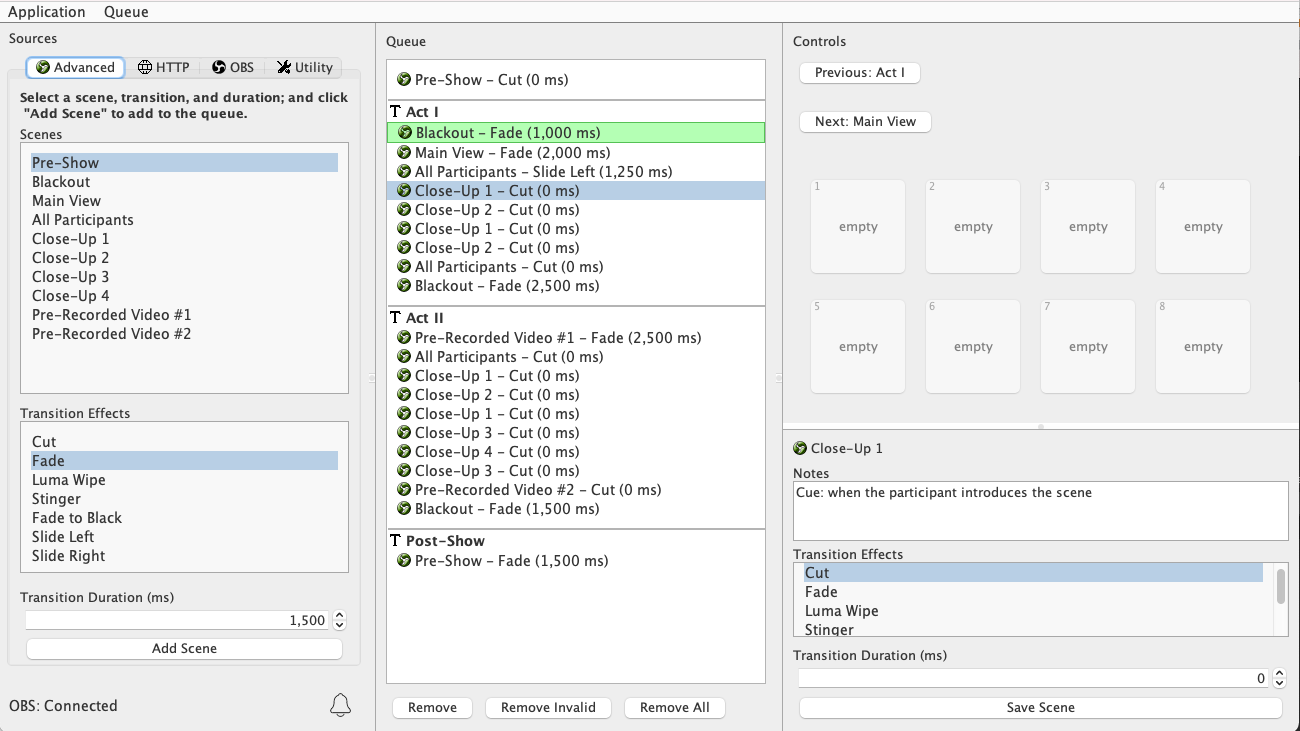 Application Queue
Sources
Advanced HTTP OBS Utility
Select a scene, transition, and duration; and click
"Add Scene" to add to the queue.
Scenes
Pre-Show
Blackout
Main View
All Participants
Close-Up 1
Close-Up 2
Close-Up 3
Close-Up 4
Pre-Recorded Video #1
Pre-Recorded Video #2
Transition Effects
Cut
Fade
Luma Wipe
Stinger
Fade to Black
Slide Left
Slide Right
Transition Duration (ms)
1,500
Add Scene
OBS: Connected
Queue
Pre-Show – Cut (0 ms)
T Act I
Blackout – Fade (1,000 ms)
Main View – Fade (2,000 ms)
All Participants – Slide Left (1,250 ms)
Close-Up 1 – Cut (0 ms)
Close-Up 2 – Cut (0 ms)
Close-Up 1 – Cut (0 ms)
Close-Up 2 – Cut (0 ms)
All Participants – Cut (0 ms)
Blackout – Fade (2,500 ms)
T Act II
Pre-Recorded Video #1 – Fade (2,500 ms)
All Participants – Cut (0 ms)
Close-Up 1 – Cut (0 ms)
Close-Up 2 – Cut (0 ms)
Close-Up 1 – Cut (0 ms)
Close-Up 3 – Cut (0 ms)
Close-Up 4 – Cut (0 ms)
Close-Up 3 – Cut (0 ms)
Pre-Recorded Video #2 – Cut (0 ms)
Blackout – Fade (1,500 ms)
T Post-Show
Pre-Show – Fade (1,500 ms)
Remove Remove Invalid Remove All
Controls
Previous: Act I
Next: Main View
1 2 3 4
empty empty empty empty
5 6 7 8
empty empty empty empty
Close-Up 1
Notes
Cue: when the participant introduces the scene
Transition Effects
Cut
Fade
Luma Wipe
Stinger
Transition Duration (ms)
0
Save Scene